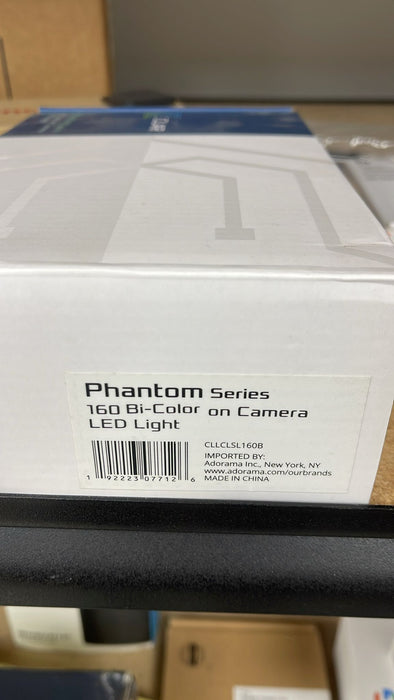 Phantom Series
160 Bi-Color on Camera
LED Light
CLLCLSL160B
IMPORTED BY:
Adorama Inc., New York, NY
www.adorama.com/ourbrands
MADE IN CHINA
1 92223 07712 6